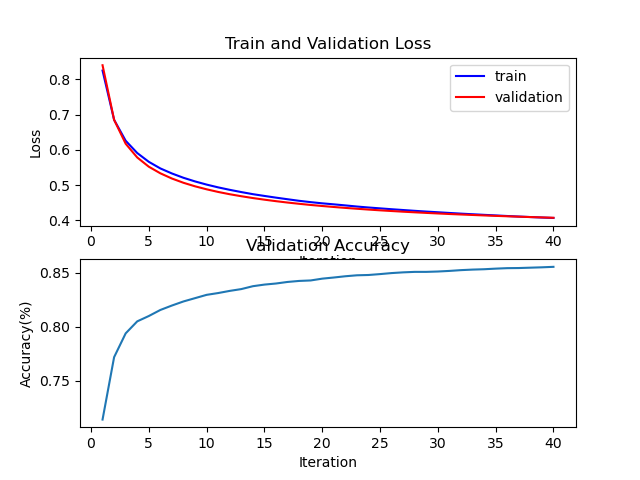 Train and Validation Loss
Loss
0.8
0.7
0.6
0.5
0.4
train
validation
0 5 10 15 20 25 30 35 40
Iteration
Validation Accuracy
Accuracy(%)
0.85
0.80
0.75
0 5 10 15 20 25 30 35 40
Iteration